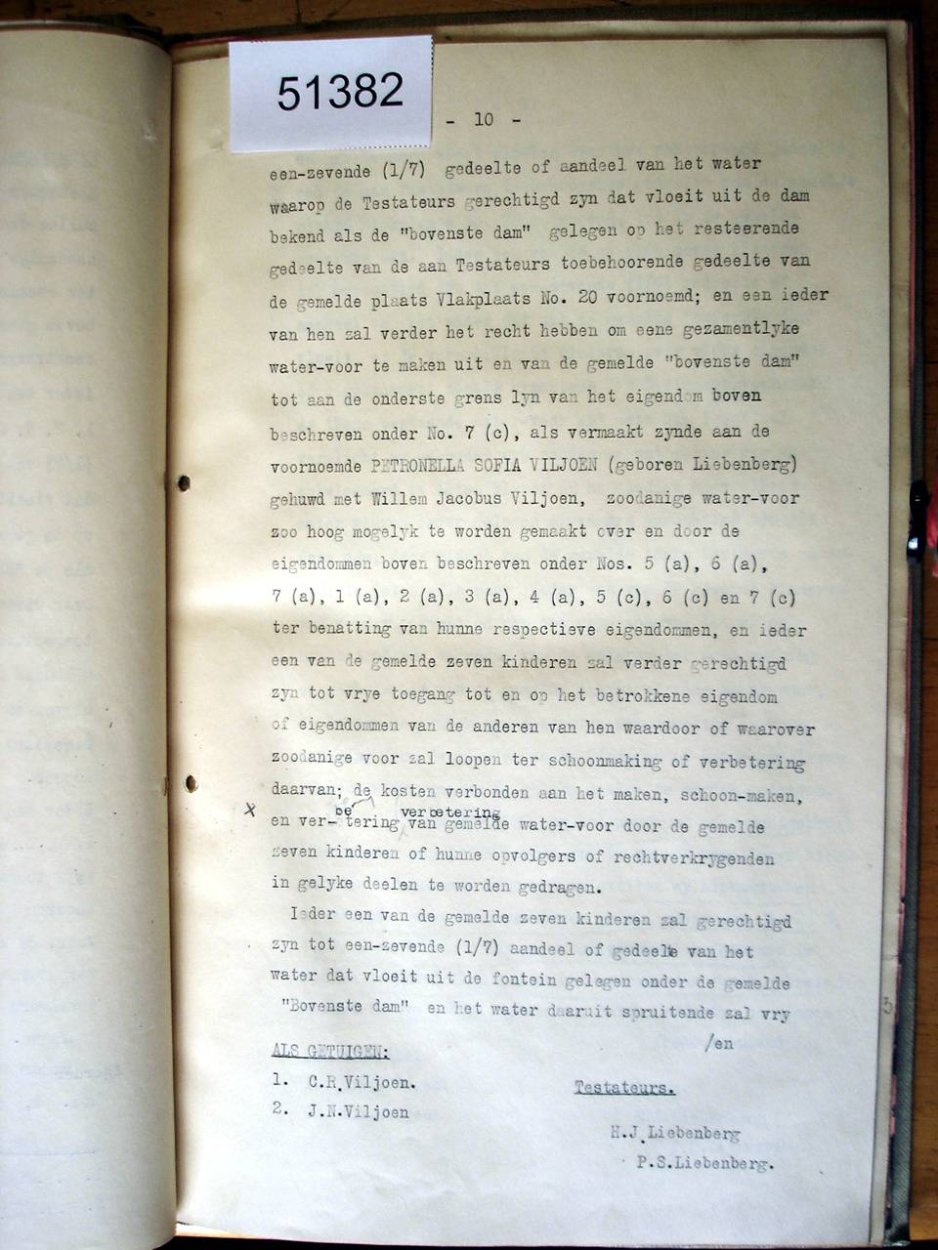 51382
- 10 -
een-zevende (1/7) gedeelte of aandeel van het water
waarop de Testateurs gerechtigd zyn dat vloeit uit de dam
bekend als de "bovenste dam" gelegen op het resteerende
gedeelte van de aan Testateurs toebehoorende gedeelte van
de gemelde plaats Vlakplaats No. 20 voornoemd; en een ieder
van hen zal verder het recht hebben om eene gezamentlyke
water-voor te maken uit en van de gemelde "bovenste dam"
tot aan de onderste grens lyn van het eigendom boven
beschreven onder No. 7 (c), als vermaakt zynde aan de
voornoemde PETRONELLA SOFIA VILJOEN (geboren Liebenberg)
gehuwd met Willem Jacobus Viljoen, zoodanige water-voor
zoo hoog mogelyk te worden gemaakt over en door de
eigendommen boven beschreven onder Nos. 5 (a), 6 (a),
7 (a), 1 (a), 2 (a), 3 (a), 4 (a), 5 (c), 6 (c) en 7 (c)
ter benatting van hunne respectieve eigendommen, en ieder
een van de gemelde zeven kinderen zal verder gerechtigd
zyn tot vrye toegang tot en op het betrokkene eigendom
of eigendommen van de anderen van hen waardoor of waarover
zoodanige voor zal loopen ter schoonmaking of verbetering
daarvan; de kosten verbonden aan het maken, schoon-maken,
be verbetering
x en ver- tering van gemelde water-voor door de gemelde
zeven kinderen of hunne opvolgers of rechtverkrygenden
in gelyke deelen te worden gedragen.
Ieder een van de gemelde zeven kinderen zal gerechtigd
zyn tot een-zevende (1/7) aandeel of gedeelte van het
water dat vloeit uit de fontein gelegen onder de gemelde
"Bovenste dam" en het water daaruit spruitende zal vry
/en
ALS GETUIGEN:
1. C.R.Viljoen.
2. J.N.Viljoen
Testateurs.
H.J.Liebenberg
P.S.Liebenberg.